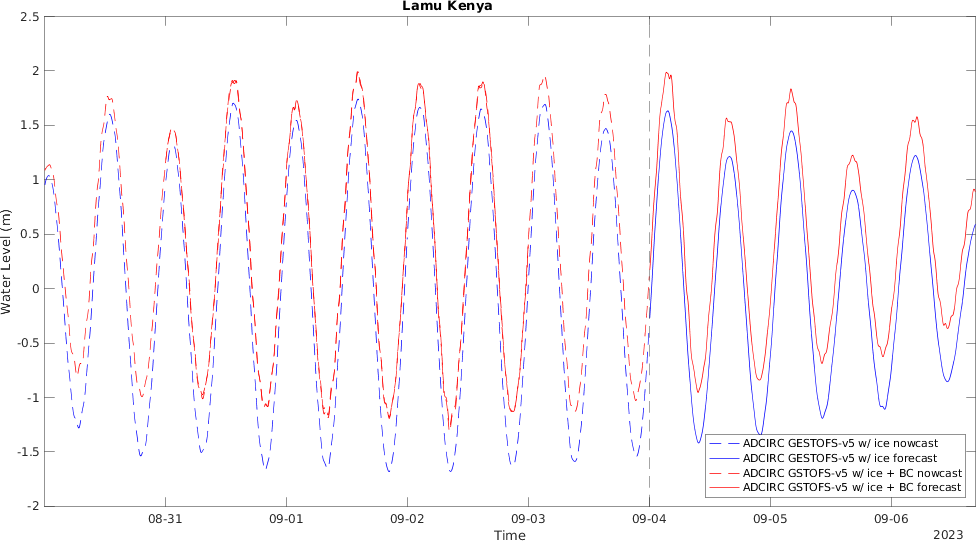 Lamu Kenya
2.5
2
1.5
1
0.5
0
-0.5
-1
-1.5
-2
Water Level (m)
08-31 09-01 09-02 09-03 09-04 09-05 09-06
Time
2023
ADCIRC GESTOFS-v5 w/ ice nowcast
ADCIRC GESTOFS-v5 w/ ice forecast
ADCIRC GSTOFS-v5 w/ ice + BC nowcast
ADCIRC GSTOFS-v5 w/ ice + BC forecast